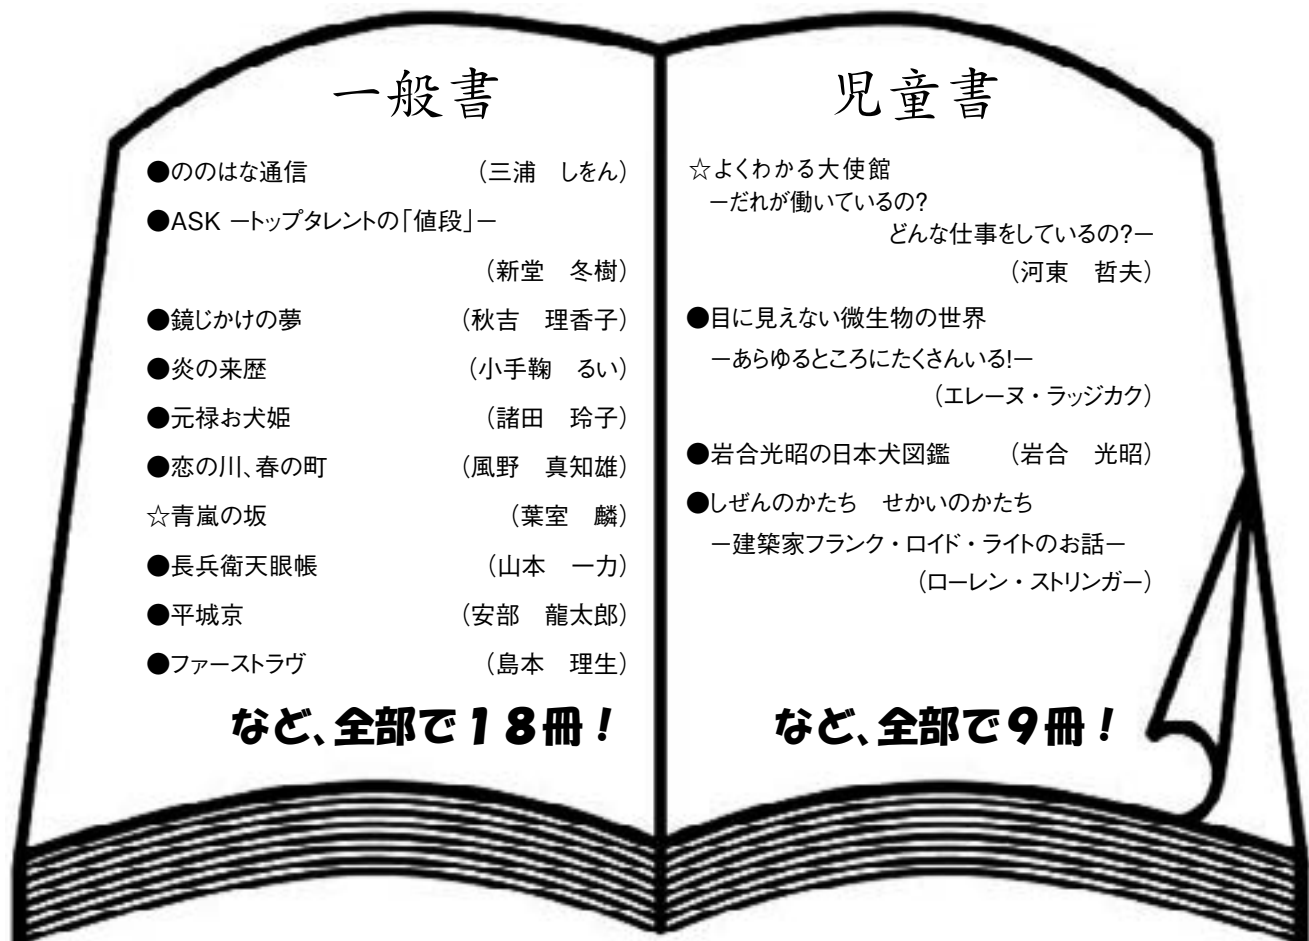 一般書
●ののはな通信 （三浦　しをん）
●ASK －トップタレントの「値段」－
（新堂　冬樹）
●鏡じかけの夢 （秋吉　理香子）
●炎の来歴 （小手鞠　るい）
●元禄お犬姫 （諸田　玲子）
●恋の川、春の町 （風野　真知雄）
☆青嵐の坂 （葉室　麟）
●長兵衛天眼帳 （山本　一力）
●平城京 （安部　龍太郎）
●ファーストラヴ （島本　理生）
など、全部で１８冊！
児童書
☆よくわかる大使館
－だれが働いているの?
どんな仕事をしているの?－
（河東　哲夫）
●目に見えない微生物の世界
－あらゆるところにたくさんいる!－
（エレーヌ・ラッジカク）
●岩合光昭の日本犬図鑑 （岩合　光昭）
●しぜんのかたち　せかいのかたち
－建築家フランク・ロイド・ライトのお話－
（ローレン・ストリンガー）
など、全部で９冊！